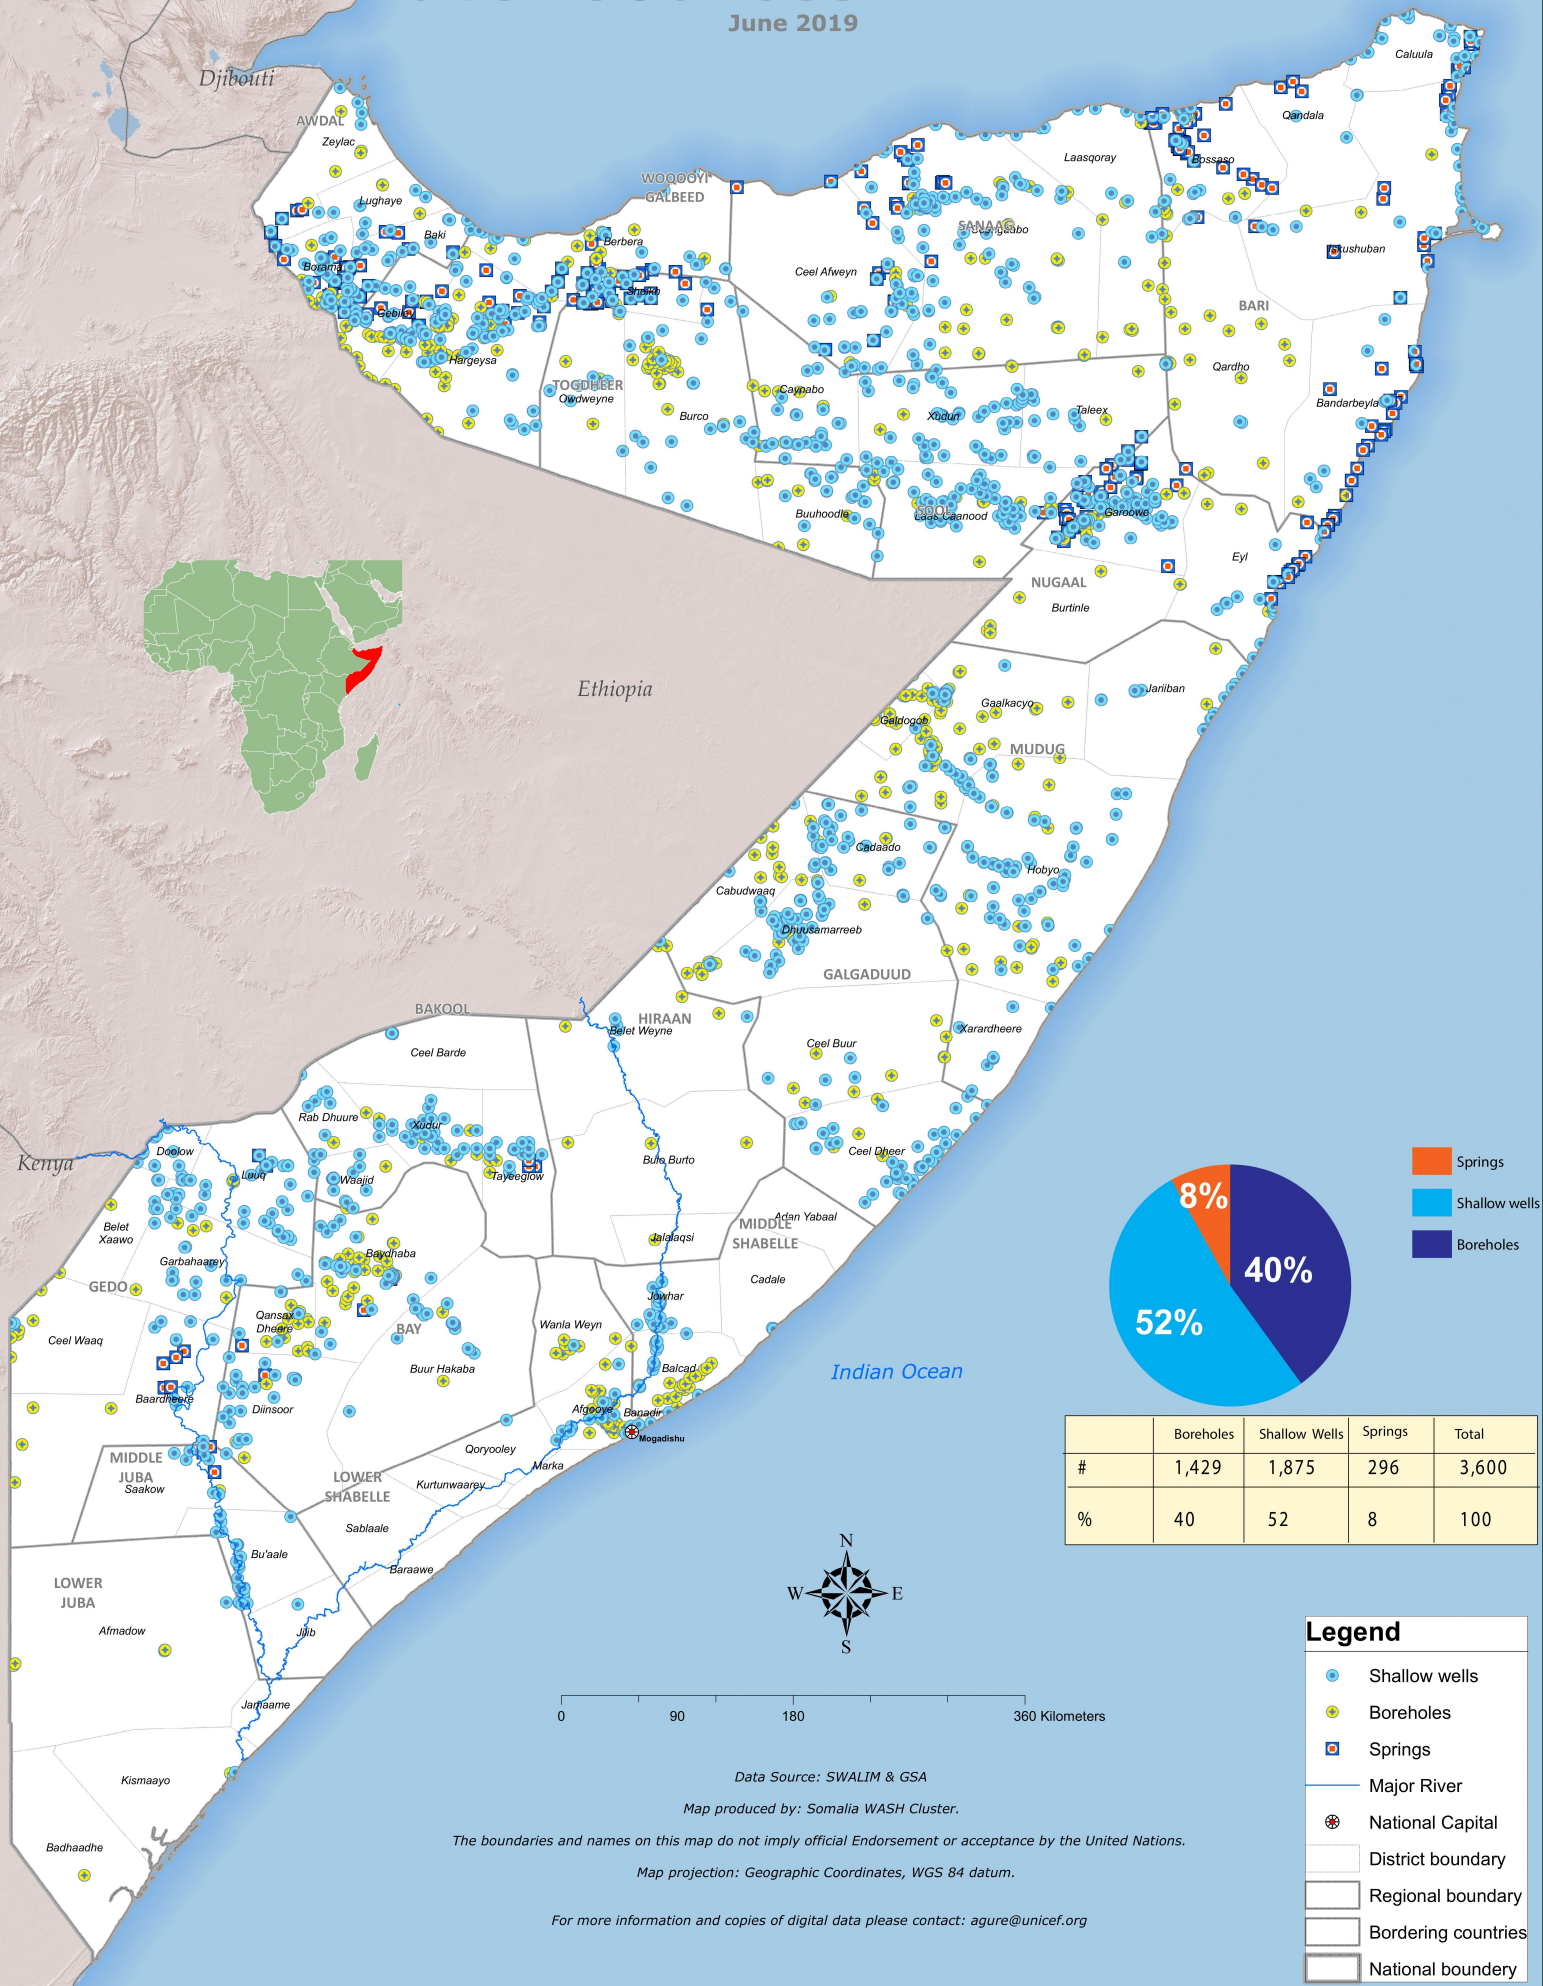 June 2019
Djibouti
AWDAL
Zeylac
Lughaye
Baki
Borama
Gebiley
Hargeysa
WOQOOYI
GALBEED
Berbera
Shaikh
TOGDHEER
Owdweyne
Burco
Caluula
Qandala
Bossaso
Laasqoray
SANAAG
Ceel Afweyn
Iskushuban
BARI
Qardho
Bandarbeyla
Caynabo
Xudun
Taleex
Buuhoodle
SOOL
Laas Caanood
Garoowe
Eyl
NUGAAL
Burtinle
Ethiopia
Jariiban
Gaalkacyo
Galdogob
MUDUG
Cadaado
Hobyo
Cabudwaaq
Dhuusamarreeb
GALGADUUD
BAKOOL
HIRAAN
Belet Weyne
Xarardheere
Ceel Buur
Ceel Barde
Rab Dhuure
Xudur
Kenya
Doolow
Luuq
Waajid
Tayeeglow
Bulo Burto
Ceel Dheer
Belet
Xaawo
Adan Yabaal
MIDDLE
SHABELLE
Jalalaqsi
Garbahaarey
Baydhaba
GEDO
Cadale
Jowhar
Qansax
Dheere
BAY
Wanla Weyn
Ceel Waaq
Buur Hakaba
Balcad
Baardheere
Diinsoor
Afgooye
Banadir
Mogadishu
Qoryooley
MIDDLE
JUBA
Saakow
LOWER
SHABELLE
Kurtunwaarey
Marka
Sablaale
Bu'aale
Baraawe
LOWER
JUBA
Afmadow
Jilib
Jamaame
Kismaayo
Badhaadhe
Indian Ocean
8%
40%
52%
Springs
Shallow wells
Boreholes
Boreholes Shallow Wells Springs Total
# 1,429 1,875 296 3,600
% 40 52 8 100
N
W E
S
0 90 180 360 Kilometers
Data Source: SWALIM & GSA
Map produced by: Somalia WASH Cluster.
The boundaries and names on this map do not imply official Endorsement or acceptance by the United Nations.
Map projection: Geographic Coordinates, WGS 84 datum.
For more information and copies of digital data please contact: agure@unicef.org
Legend
Shallow wells
Boreholes
Springs
Major River
National Capital
District boundary
Regional boundary
Bordering countries
National boundery